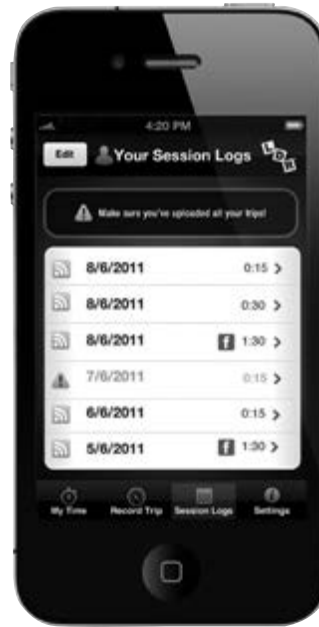 4:20 PM
Edit
Your Session Logs
L
D
R
Make sure you've uploaded all your trips!
8/6/2011 0:15
8/6/2011 0:30
8/6/2011 f 1:30
7/6/2011 0:15
6/6/2011 0:15
5/6/2011 f 1:30
My Time Record Trip Session Logs Settings